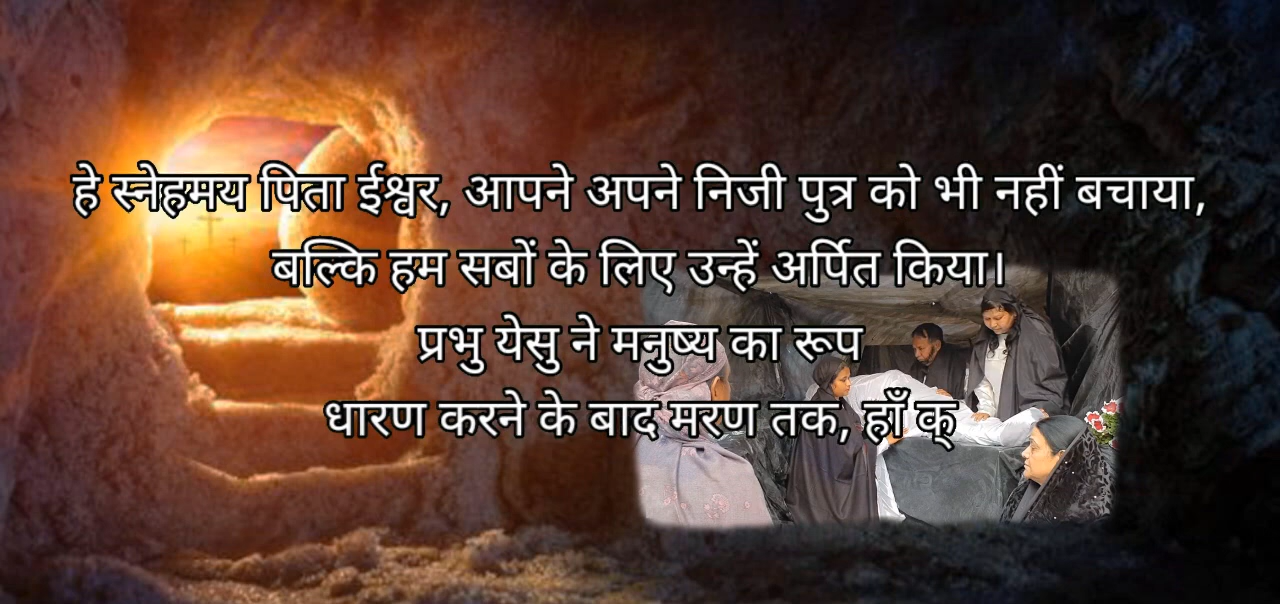 हे स्नेहमय पिता ईश्वर, आपने अपने निजी पुत्र को भी नहीं बचाया,
बल्कि हम सबों के लिए उन्हें अर्पित किया।
प्रभु येसु ने मनुष्य का रूप
धारण करने के बाद मरण तक, हाँ क्